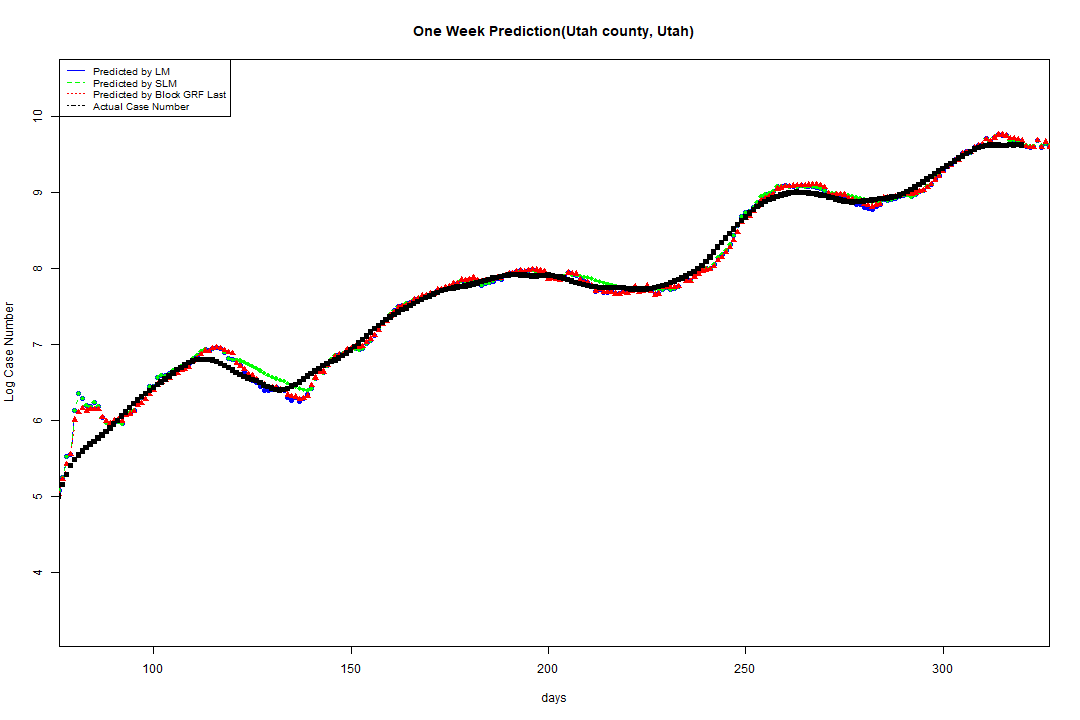 One Week Prediction(Utah county, Utah)
Predicted by LM
Predicted by SLM
Predicted by Block GRF Last
Actual Case Number
10
9
8
7
6
5
4
Log Case Number
100 150 200 250 300
days